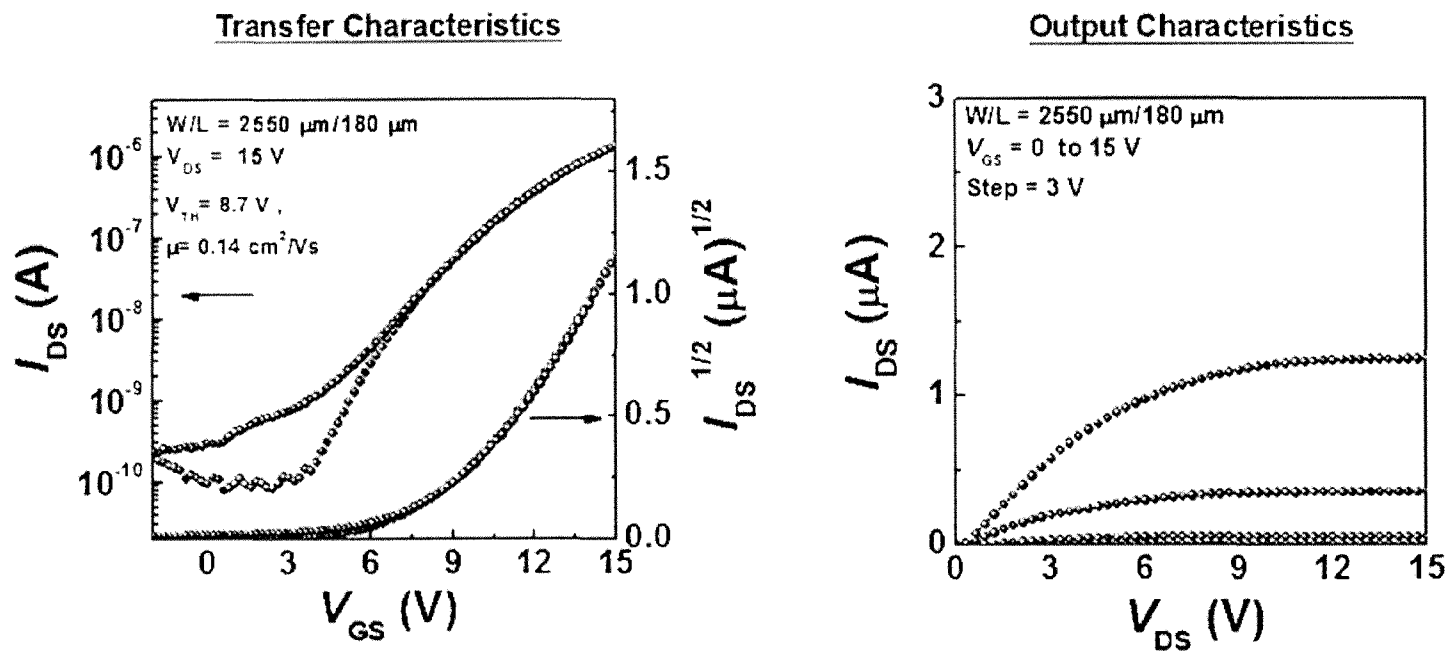 Transfer Characteristics
W/L = 2550 μm/180 μm
V_DS = 15 V
V_TH = 8.7 V ,
μ= 0.14 cm²/Vs
10⁻⁶
10⁻⁷
10⁻⁸
10⁻⁹
10⁻¹⁰
I_DS (A)
1.5
1.0
0.5
0.0
I_DS^1/2 (μA)^1/2
0 3 6 9 12 15
V_GS (V)
Output Characteristics
W/L = 2550 μm/180 μm
V_GS = 0 to 15 V
Step = 3 V
3
2
1
0
I_DS (μA)
0 3 6 9 12 15
V_DS (V)